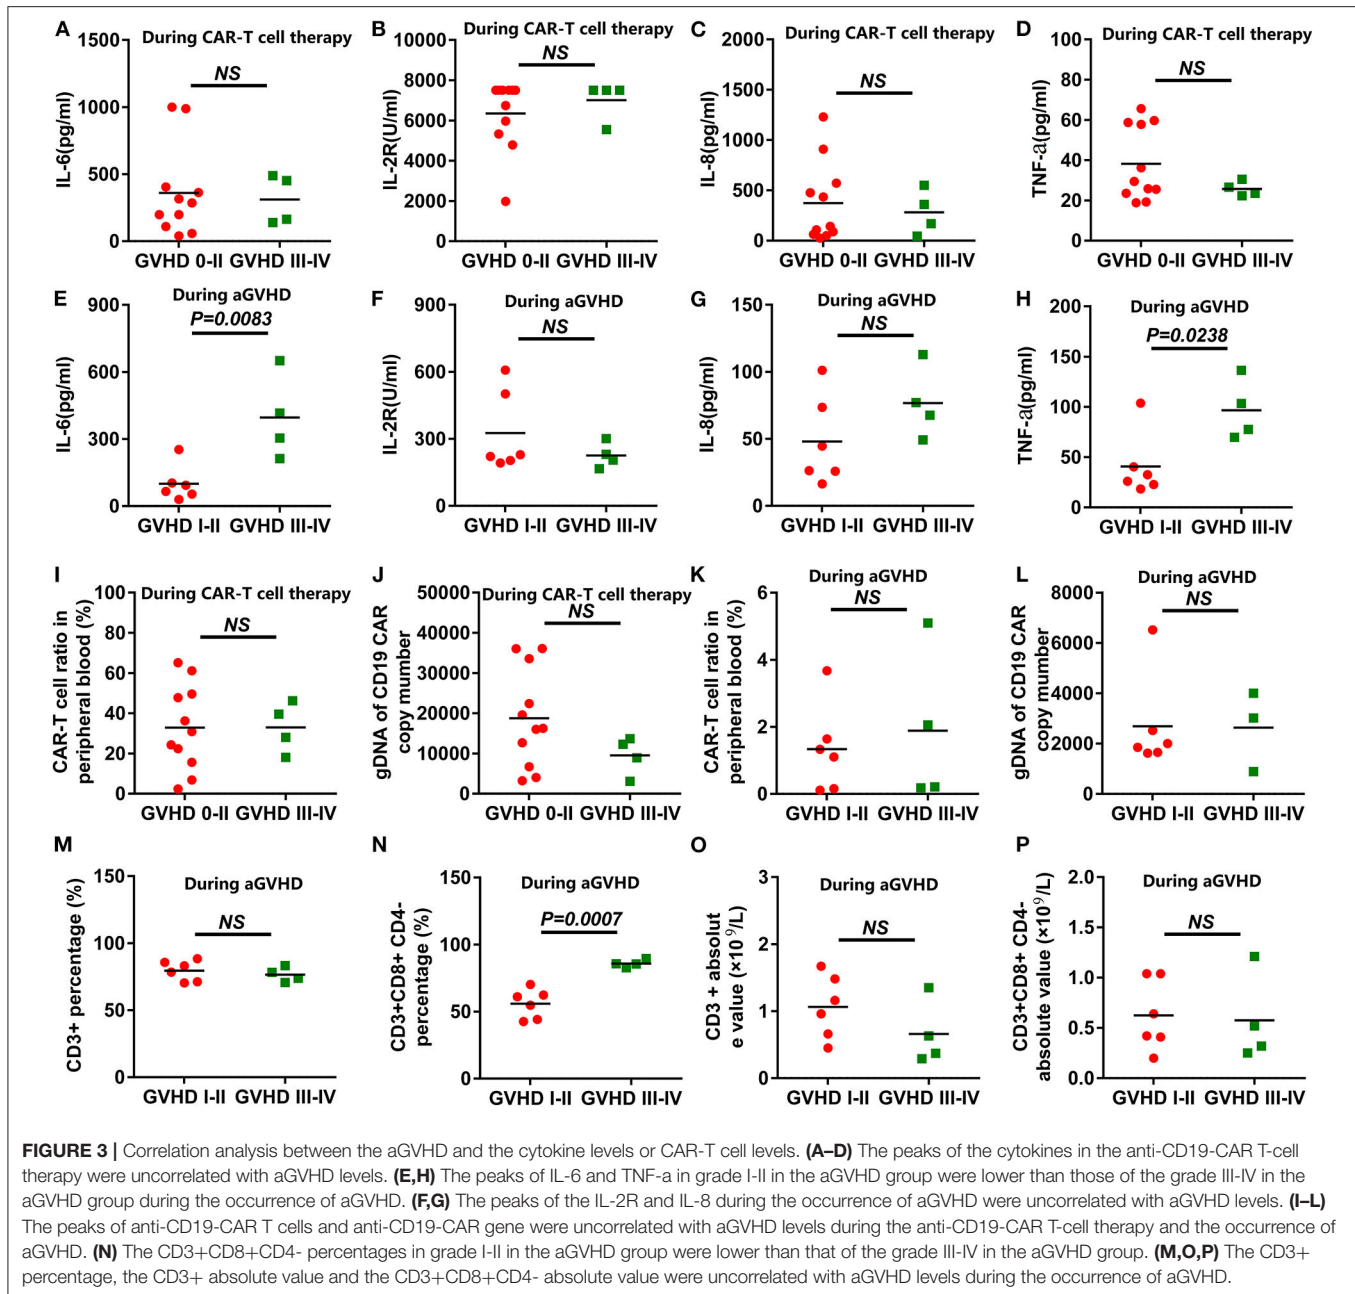 A During CAR-T cell therapy
NS
IL-6(pg/ml)
1500
1000
500
0
GVHD 0-II GVHD III-IV
B During CAR-T cell therapy
NS
IL-2R(U/ml)
10000
8000
6000
4000
2000
0
GVHD 0-II GVHD III-IV
C During CAR-T cell therapy
NS
IL-8(pg/ml)
2000
1500
1000
500
0
GVHD 0-II GVHD III-IV
D During CAR-T cell therapy
NS
TNF-a(pg/ml)
100
80
60
40
20
0
GVHD 0-II GVHD III-IV
E During aGVHD
P=0.0083
IL-6(pg/ml)
900
600
300
0
GVHD I-II GVHD III-IV
F During aGVHD
NS
IL-2R(U/ml)
900
600
300
0
GVHD I-II GVHD III-IV
G During aGVHD
NS
IL-8(pg/ml)
150
100
50
0
GVHD I-II GVHD III-IV
H During aGVHD
P=0.0238
TNF-a(pg/ml)
200
150
100
50
0
GVHD I-II GVHD III-IV
I During CAR-T cell therapy
NS
CAR-T cell ratio in
peripheral blood (%)
100
80
60
40
20
0
GVHD 0-II GVHD III-IV
J During CAR-T cell therapy
NS
gDNA of CD19 CAR
copy mumber
50000
40000
30000
20000
10000
0
GVHD 0-II GVHD III-IV
K During aGVHD
NS
CAR-T cell ratio in
peripheral blood (%)
6
4
2
0
GVHD I-II GVHD III-IV
L During aGVHD
NS
gDNA of CD19 CAR
copy mumber
8000
6000
4000
2000
0
GVHD I-II GVHD III-IV
M During aGVHD
NS
CD3+ percentage (%)
150
100
50
0
GVHD I-II GVHD III-IV
N During aGVHD
P=0.0007
CD3+CD8+ CD4-
percentage (%)
150
100
50
0
GVHD I-II GVHD III-IV
O During aGVHD
NS
CD3 + absolut
e value (×10⁹/L)
3
2
1
0
GVHD I-II GVHD III-IV
P During aGVHD
NS
CD3+CD8+ CD4-
absolute value (×10⁹/L)
2.0
1.5
1.0
0.5
0.0
GVHD I-II GVHD III-IV
FIGURE 3 | Correlation analysis between the aGVHD and the cytokine levels or CAR-T cell levels. (A–D) The peaks of the cytokines in the anti-CD19-CAR T-cell
therapy were uncorrelated with aGVHD levels. (E,H) The peaks of IL-6 and TNF-a in grade I-II in the aGVHD group were lower than those of the grade III-IV in the
aGVHD group during the occurrence of aGVHD. (F,G) The peaks of the IL-2R and IL-8 during the occurrence of aGVHD were uncorrelated with aGVHD levels. (I–L)
The peaks of anti-CD19-CAR T cells and anti-CD19-CAR gene were uncorrelated with aGVHD levels during the anti-CD19-CAR T-cell therapy and the occurrence of
aGVHD. (N) The CD3+CD8+CD4- percentages in grade I-II in the aGVHD group were lower than that of the grade III-IV in the aGVHD group. (M,O,P) The CD3+
percentage, the CD3+ absolute value and the CD3+CD8+CD4- absolute value were uncorrelated with aGVHD levels during the occurrence of aGVHD.